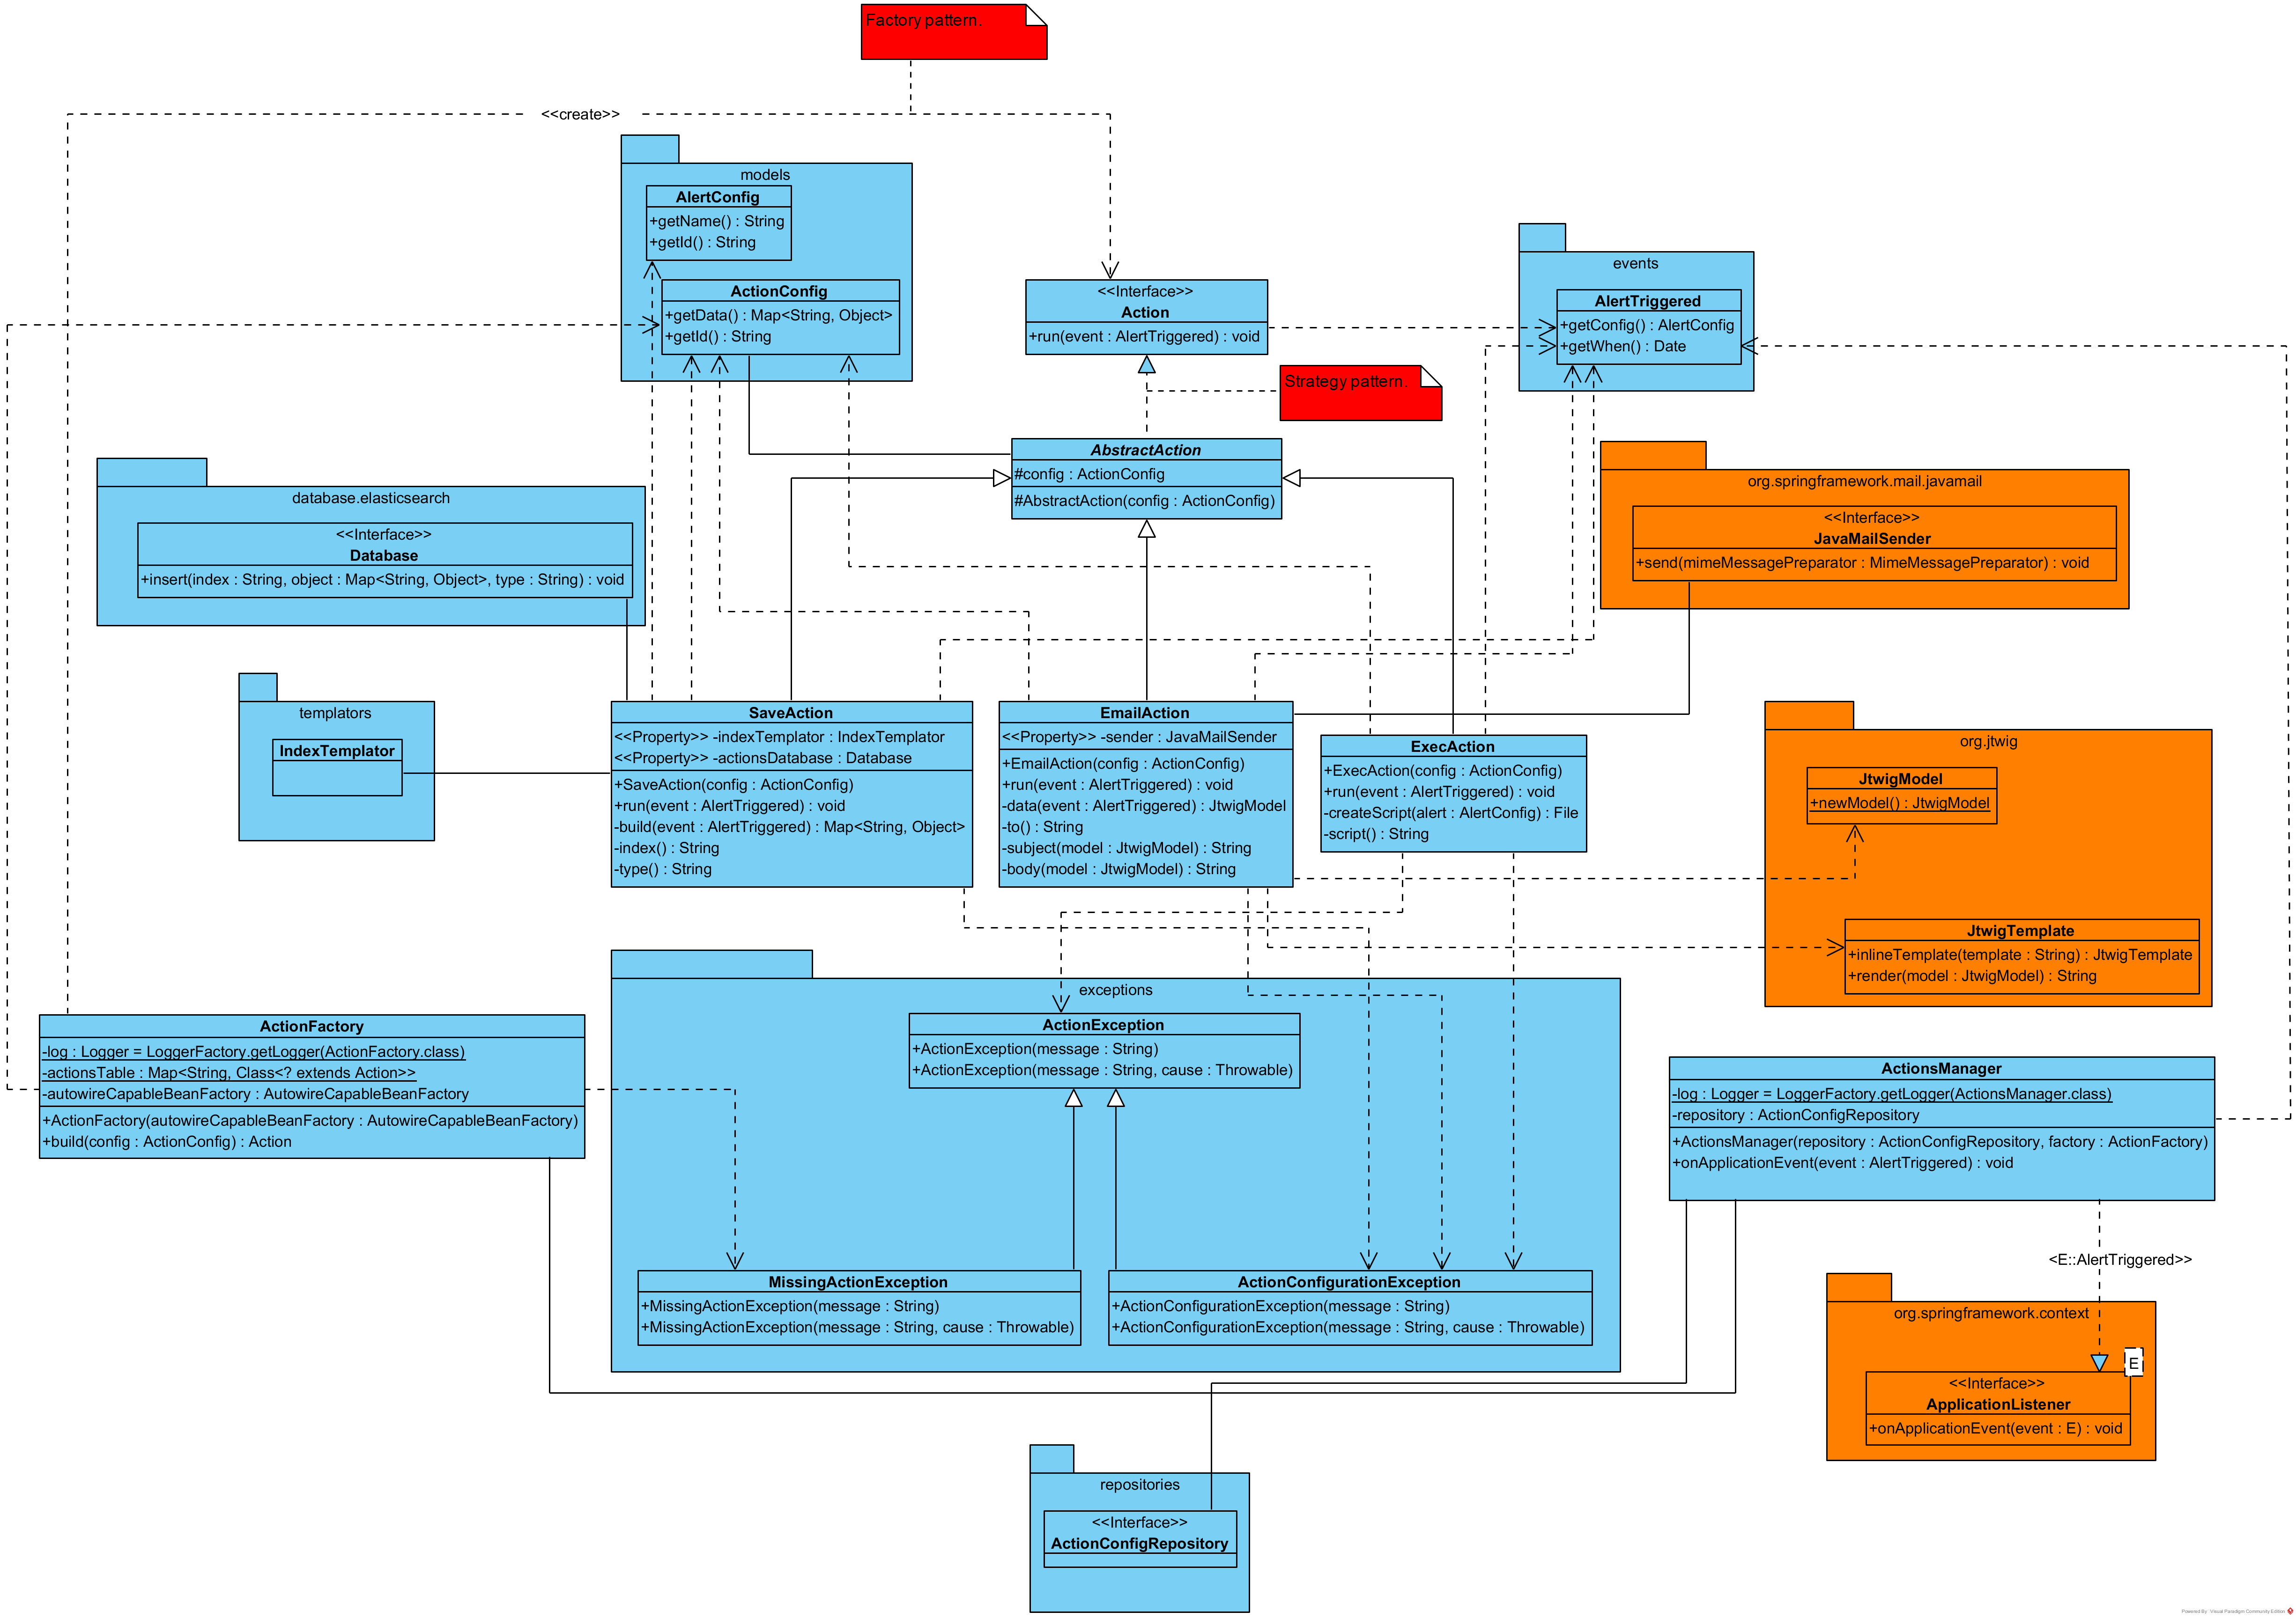 Factory pattern.
<<create>>
models
AlertConfig
+getName() : String
+getId() : String
ActionConfig
+getData() : Map<String, Object>
+getId() : String
<<Interface>>
Action
+run(event : AlertTriggered) : void
events
AlertTriggered
+getConfig() : AlertConfig
+getWhen() : Date
Strategy pattern.
AbstractAction
#config : ActionConfig
#AbstractAction(config : ActionConfig)
database.elasticsearch
<<Interface>>
Database
+insert(index : String, object : Map<String, Object>, type : String) : void
org.springframework.mail.javamail
<<Interface>>
JavaMailSender
+send(mimeMessagePreparator : MimeMessagePreparator) : void
templators
IndexTemplator
SaveAction
<<Property>> -indexTemplator : IndexTemplator
<<Property>> -actionsDatabase : Database
+SaveAction(config : ActionConfig)
+run(event : AlertTriggered) : void
-build(event : AlertTriggered) : Map<String, Object>
-index() : String
-type() : String
EmailAction
<<Property>> -sender : JavaMailSender
+EmailAction(config : ActionConfig)
+run(event : AlertTriggered) : void
-data(event : AlertTriggered) : JtwigModel
-to() : String
-subject(model : JtwigModel) : String
-body(model : JtwigModel) : String
ExecAction
+ExecAction(config : ActionConfig)
+run(event : AlertTriggered) : void
-createScript(alert : AlertConfig) : File
-script() : String
org.jtwig
JtwigModel
+newModel() : JtwigModel
JtwigTemplate
+inlineTemplate(template : String) : JtwigTemplate
+render(model : JtwigModel) : String
exceptions
ActionException
+ActionException(message : String)
+ActionException(message : String, cause : Throwable)
ActionFactory
-log : Logger = LoggerFactory.getLogger(ActionFactory.class)
-actionsTable : Map<String, Class<? extends Action>>
-autowireCapableBeanFactory : AutowireCapableBeanFactory
+ActionFactory(autowireCapableBeanFactory : AutowireCapableBeanFactory)
+build(config : ActionConfig) : Action
ActionsManager
-log : Logger = LoggerFactory.getLogger(ActionsManager.class)
-repository : ActionConfigRepository
+ActionsManager(repository : ActionConfigRepository, factory : ActionFactory)
+onApplicationEvent(event : AlertTriggered) : void
MissingActionException
+MissingActionException(message : String)
+MissingActionException(message : String, cause : Throwable)
ActionConfigurationException
+ActionConfigurationException(message : String)
+ActionConfigurationException(message : String, cause : Throwable)
<E::AlertTriggered>>
org.springframework.context
E
<<Interface>>
ApplicationListener
+onApplicationEvent(event : E) : void
repositories
<<Interface>>
ActionConfigRepository
Powered By Visual Paradigm Community Edition